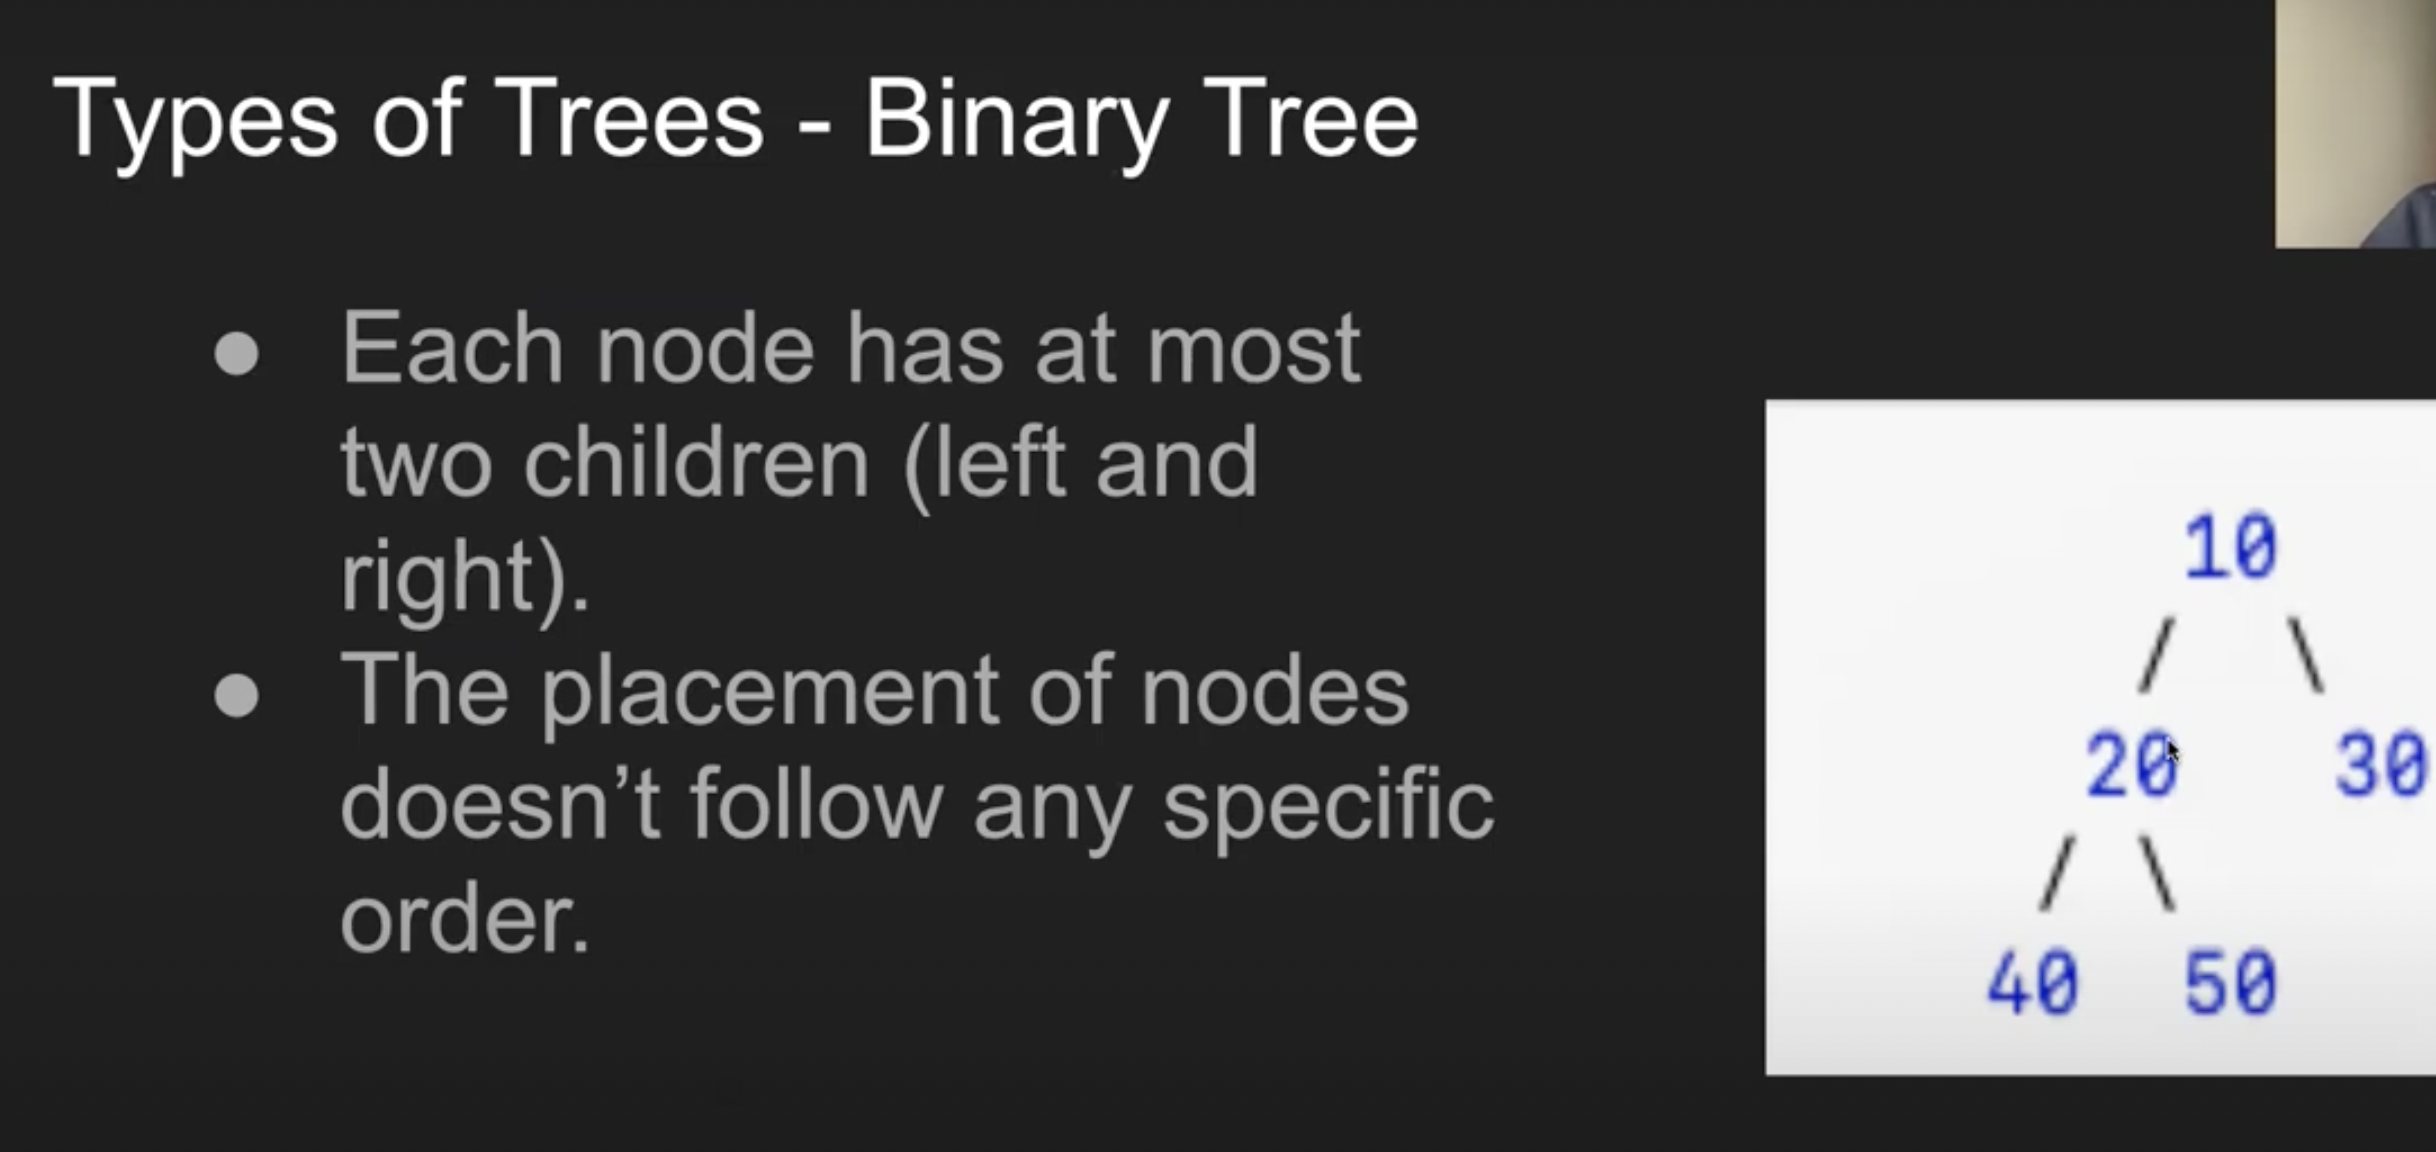 Types of Trees - Binary Tree
● Each node has at most
two children (left and
right).
● The placement of nodes
doesn’t follow any specific
order.
10
/ \
20 30
/ \
40 50